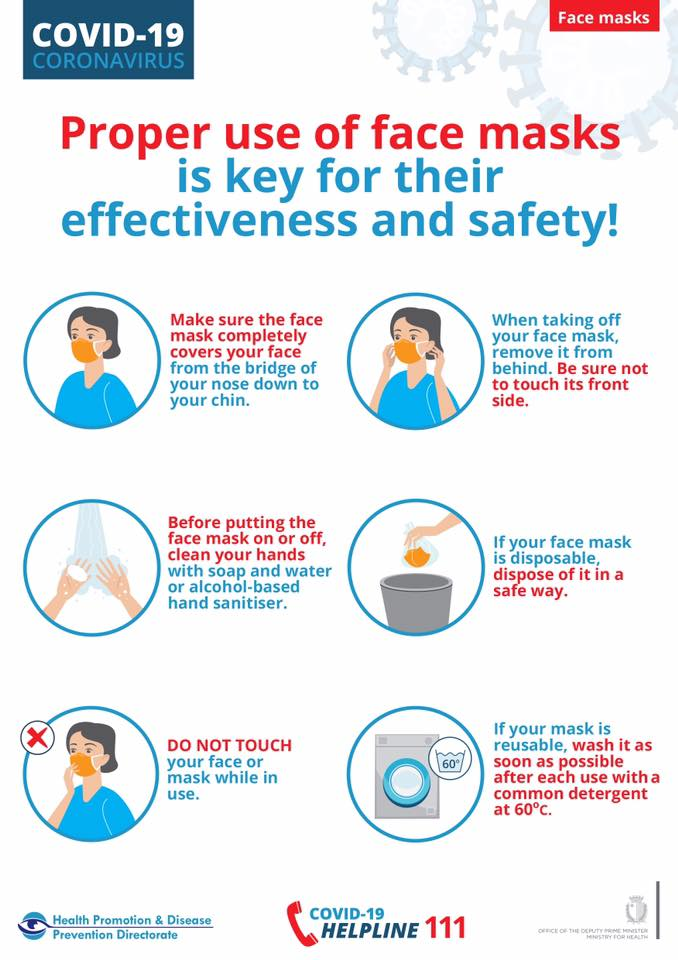 COVID-19
CORONAVIRUS
Face masks
Proper use of face masks
is key for their
effectiveness and safety!
Make sure the face
mask completely
covers your face
from the bridge of
your nose down to
your chin.
When taking off
your face mask,
remove it from
behind. Be sure not
to touch its front
side.
Before putting the
face mask on or off,
clean your hands
with soap and water
or alcohol-based
hand sanitiser.
If your face mask
is disposable,
dispose of it in a
safe way.
DO NOT TOUCH
your face or
mask while in
use.
60°
If your mask is
reusable, wash it as
soon as possible
after each use with a
common detergent
at 60ºC.
Health Promotion & Disease
Prevention Directorate
COVID-19
HELPLINE 111
OFFICE OF THE DEPUTY PRIME MINISTER
MINISTRY FOR HEALTH